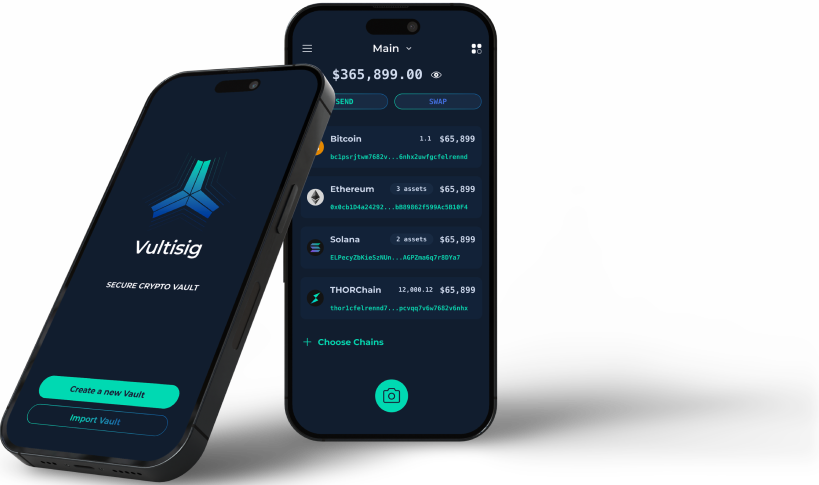 Vultisig
SECURE CRYPTO VAULT
Create a new Vault
Import Vault
Main
$365,899.00
SEND
SWAP
Bitcoin 1.1 $65,899
bc1psrjtwm7682v...6nhx2uwfgcfelrennd
Ethereum 3 assets $65,899
0x0cb1D4a24292...bB89862f599Ac5B10F4
Solana 2 assets $65,899
ELPecyZbKieSzNUn...AGPZma6q7r8DYa7
THORChain 12,000.12 $65,899
thor1cfelrennd7...pcvqq7v6w7682v6nhx
+ Choose Chains